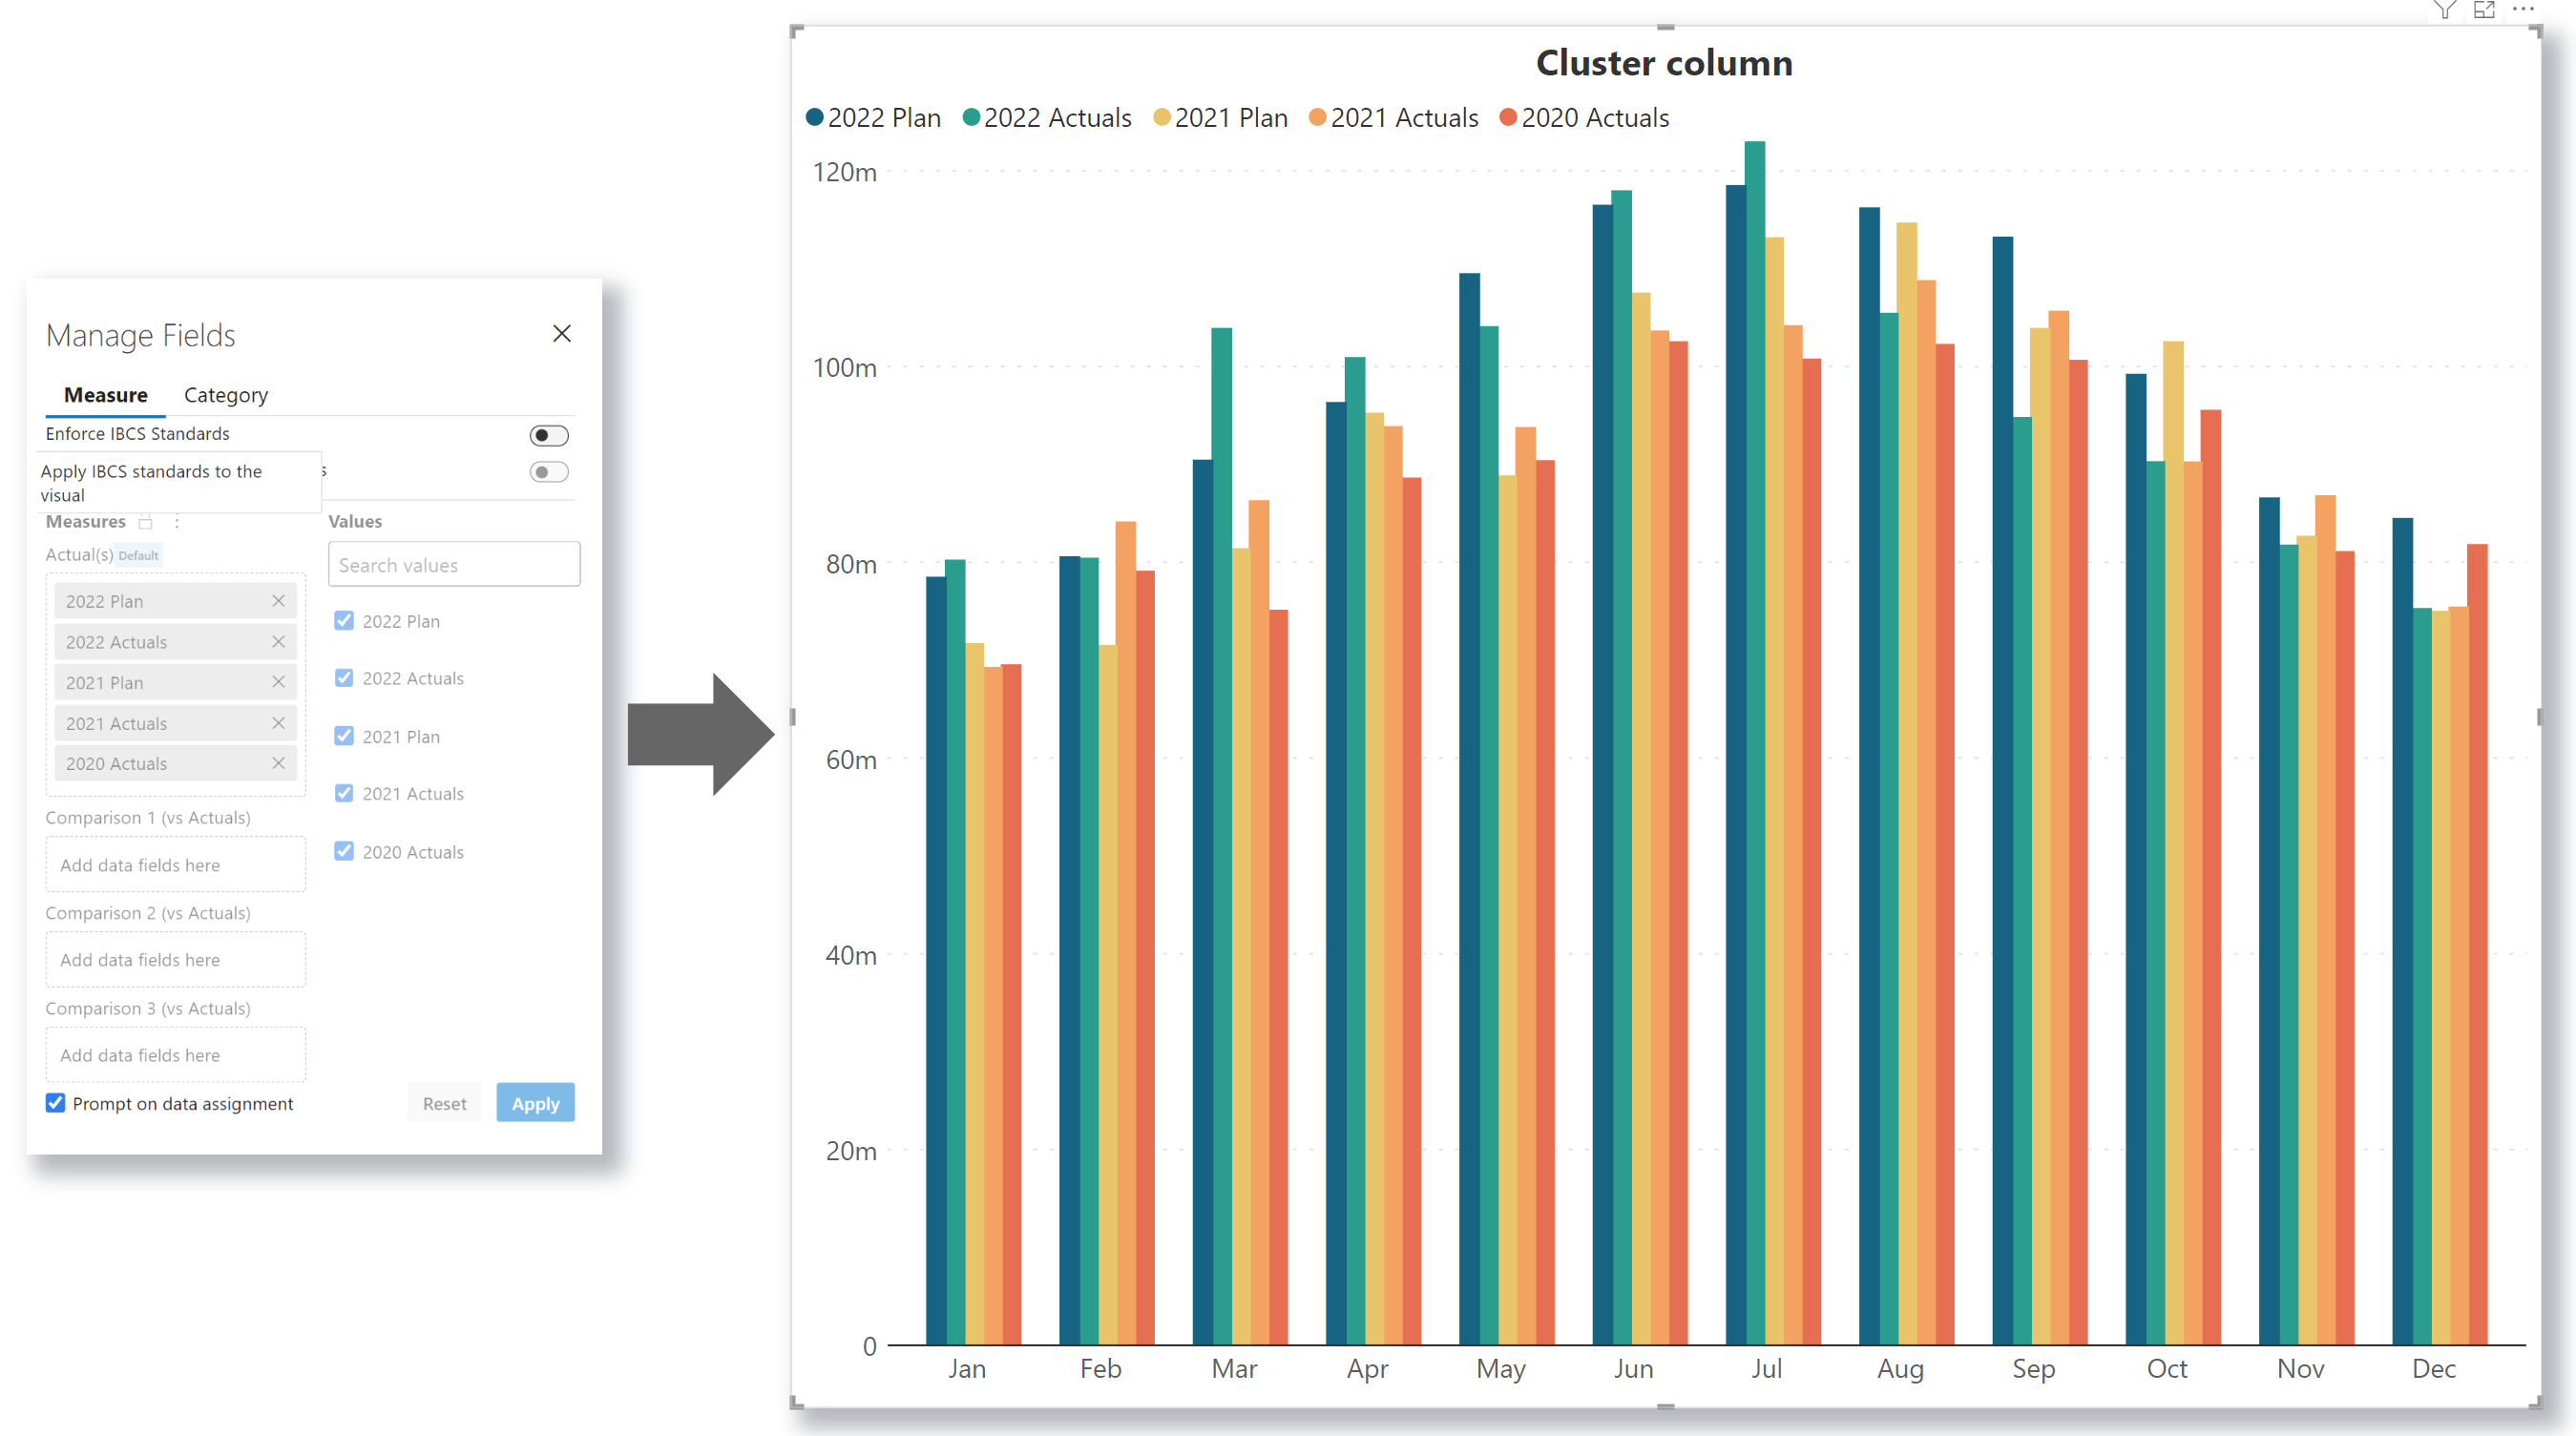 Manage Fields
Measure Category
Enforce IBCS Standards
Apply IBCS standards to the
visual
s
Measures
Values
Actual(s) Default
Search values
2022 Plan
2022 Actuals
2021 Plan
2021 Actuals
2020 Actuals
2022 Plan
2022 Actuals
2021 Plan
2021 Actuals
2020 Actuals
Comparison 1 (vs Actuals)
Add data fields here
Comparison 2 (vs Actuals)
Add data fields here
Comparison 3 (vs Actuals)
Add data fields here
Prompt on data assignment
Reset
Apply
Cluster column
2022 Plan 2022 Actuals 2021 Plan 2021 Actuals 2020 Actuals
120m
100m
80m
60m
40m
20m
0
Jan Feb Mar Apr May Jun Jul Aug Sep Oct Nov Dec